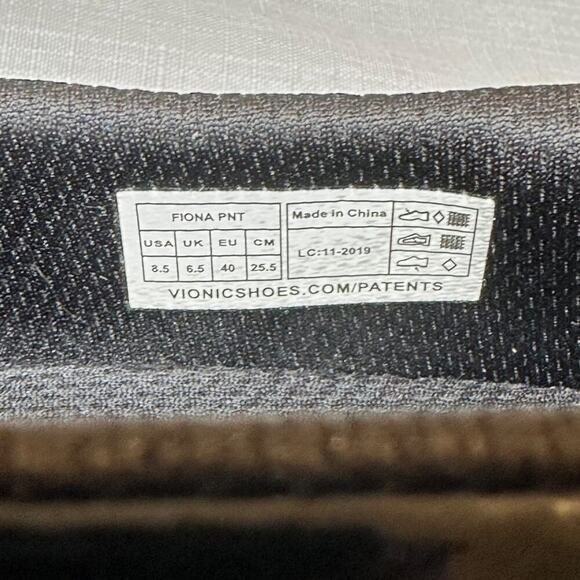 FIONA PNT
USA UK EU CM
8.5 6.5 40 25.5
Made in China
LC:11-2019
VIONICSHOES.COM/PATENTS